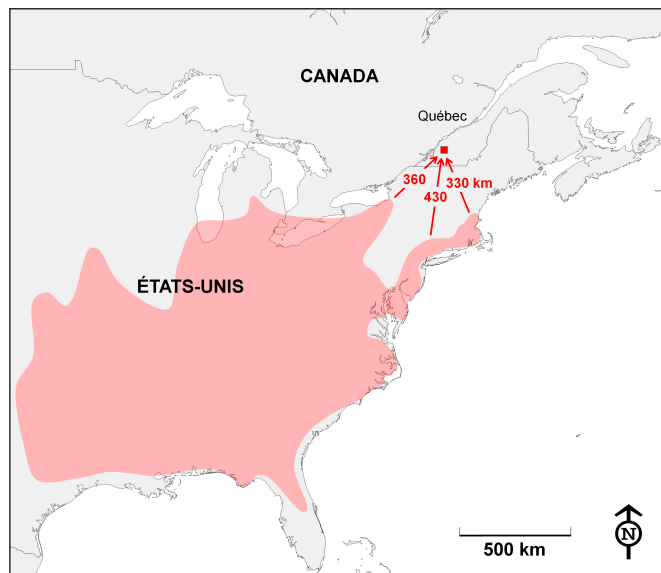 CANADA
Québec
360
330 km
430
ÉTATS-UNIS
N
500 km